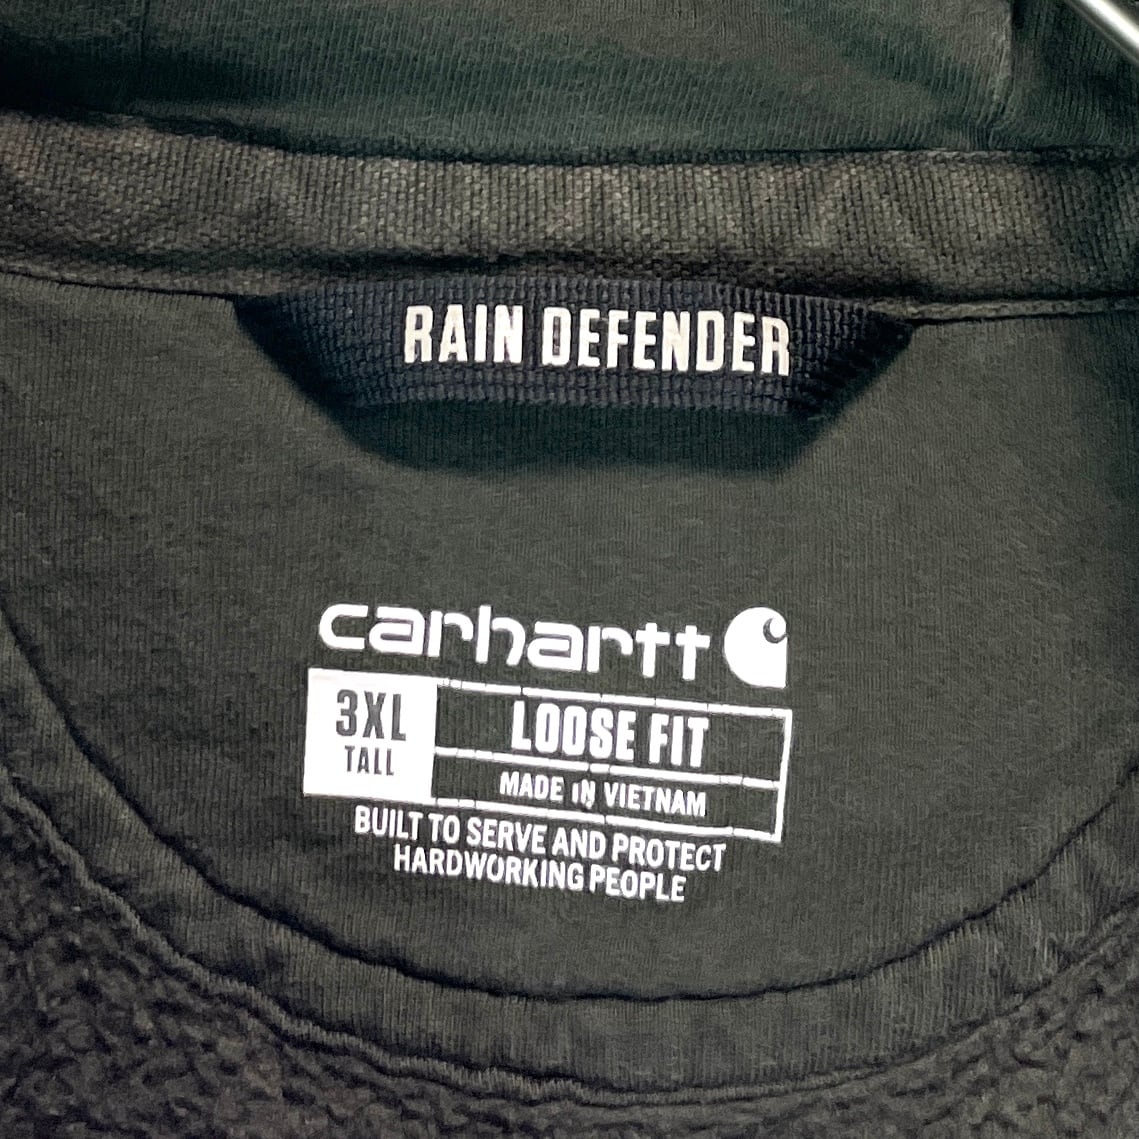 RAIN DEFENDER
carhartt
3XL
TALL
LOOSE FIT
MADE IN VIETNAM
BUILT TO SERVE AND PROTECT
HARDWORKING PEOPLE